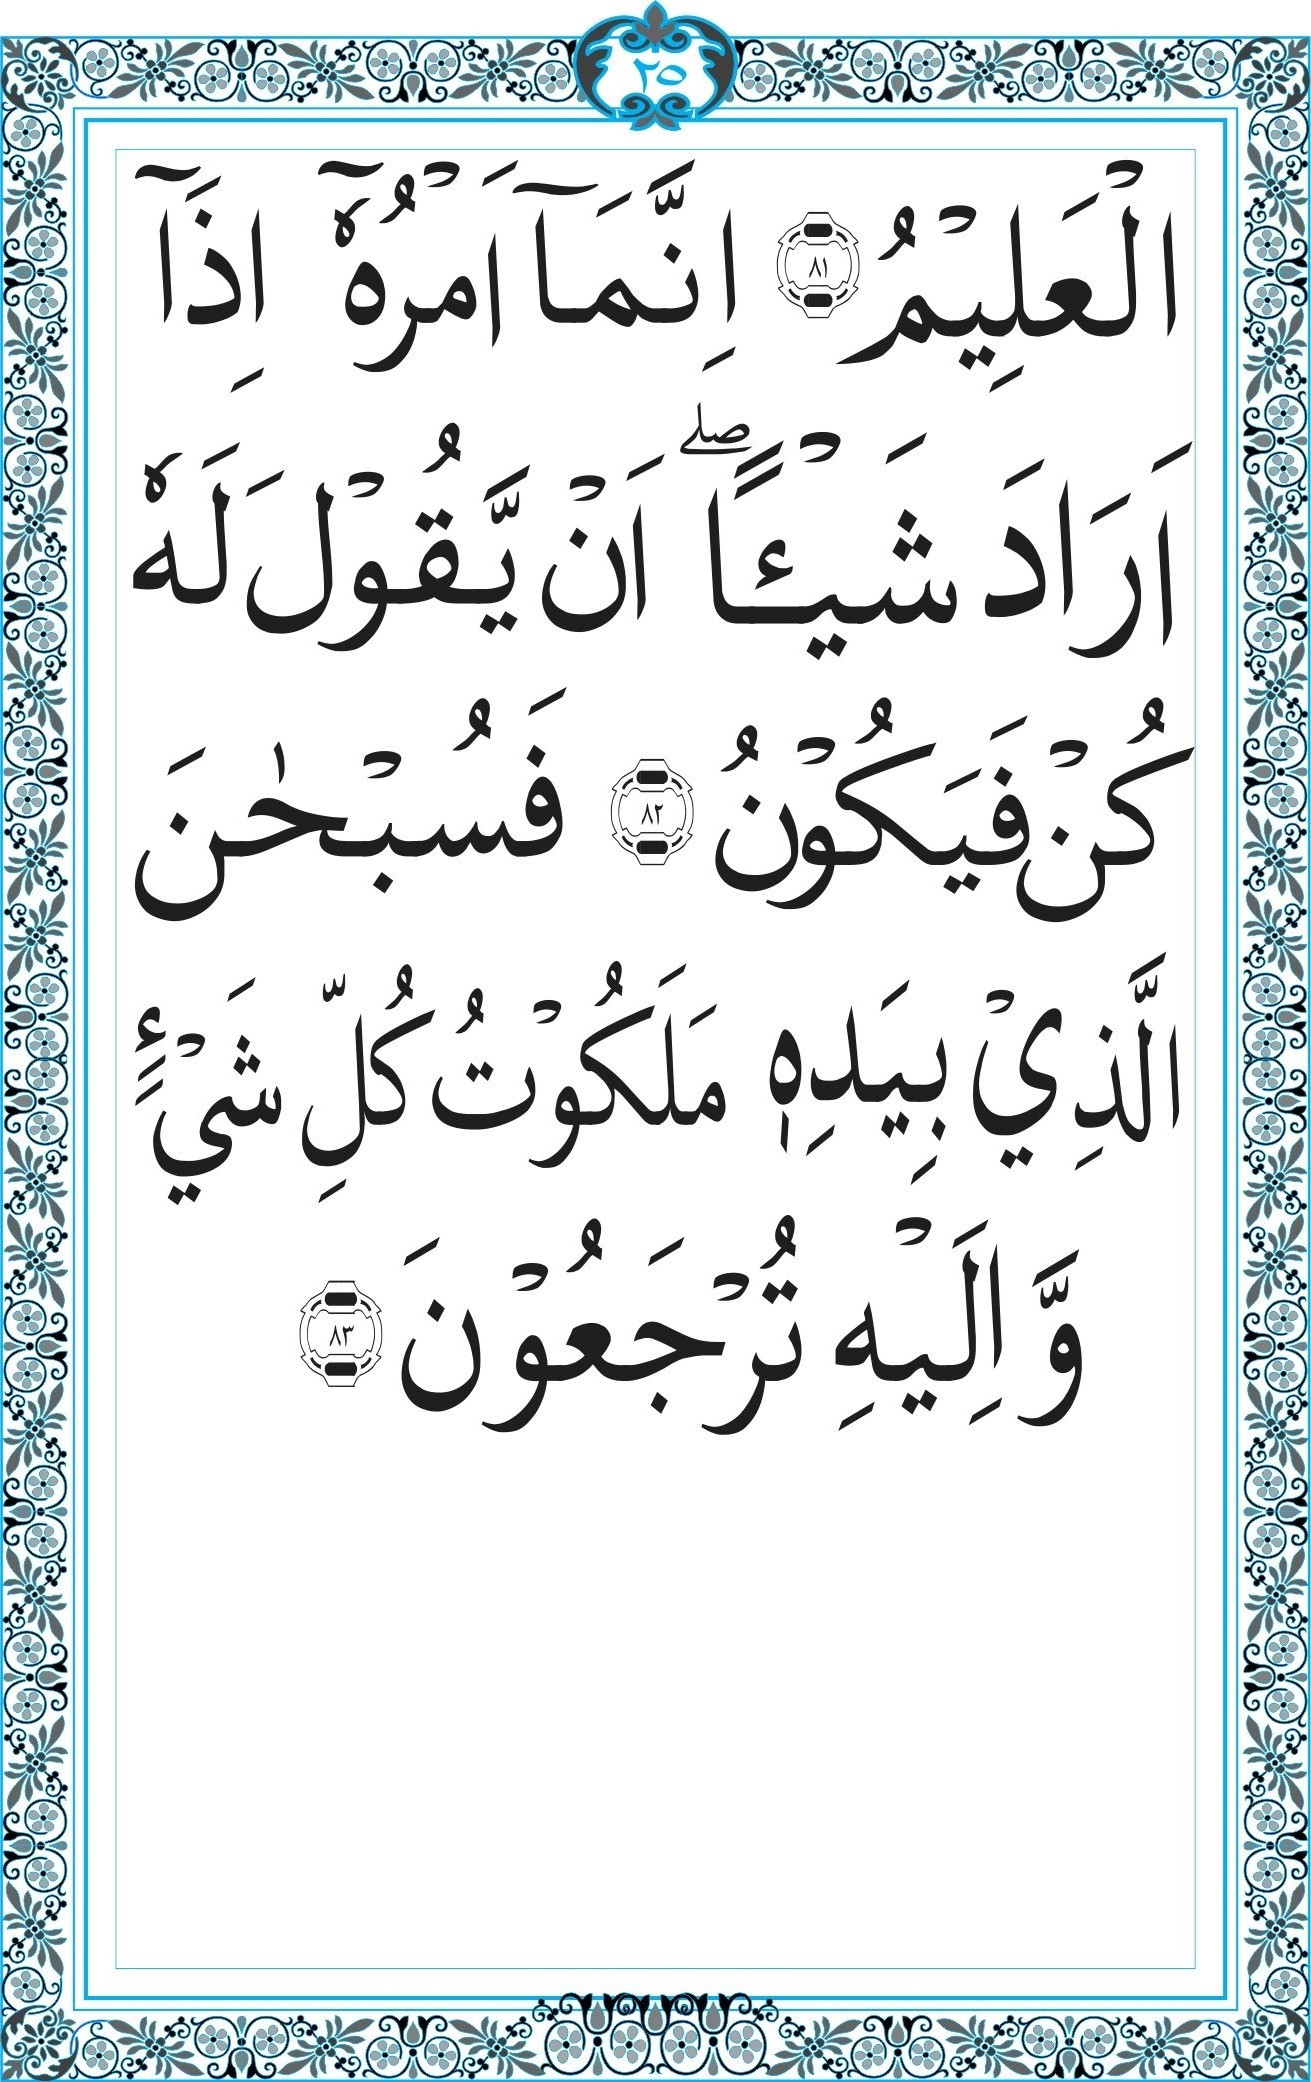 ٢٥
الْعَلِيْمُ ٨١ اِنَّمَآ اَمْرُهٗٓ اِذَآ
اَرَادَ شَيْـًٔاۖ اَنْ يَّقُوْلَ لَهٗ
كُنْ فَيَكُوْنُ ٨٢ فَسُبْحٰنَ
الَّذِيْ بِيَدِهٖ مَلَكُوْتُ كُلِّ شَيْءٍ
وَّ اِلَيْهِ تُرْجَعُوْنَ ٨٣